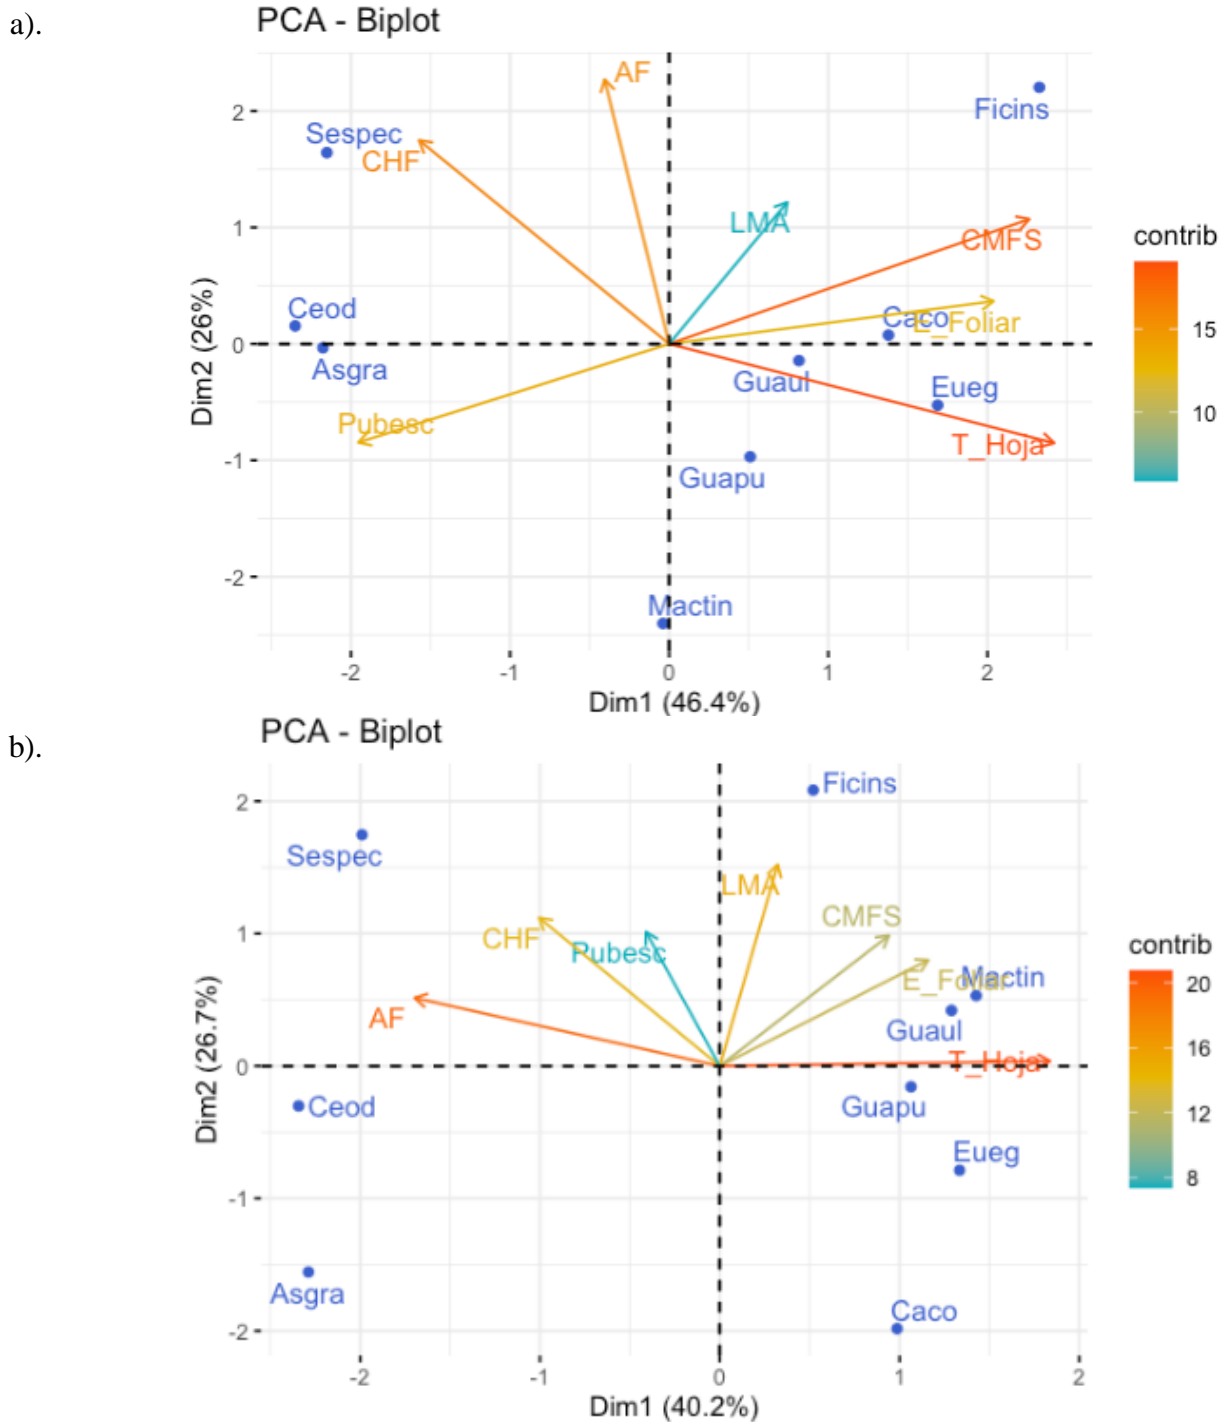 a).
PCA - Biplot
AF
Ficins
Sespec
CHF
LMA
CMFS
Ceod
Caco
E_Foliar
Asgra
Guaul
Eueg
Pubesc
T_Hoja
Guapu
Mactin
2
1
0
-1
-2
Dim2 (26%)
-2 -1 0 1 2
Dim1 (46.4%)
contrib
15
10
b).
PCA - Biplot
Ficins
Sespec
LMA
CMFS
CHF
Pubesc
E_Foliar
Mactin
AF
Guaul
T_Hoja
Ceod
Guapu
Eueg
Asgra
Caco
2
1
0
-1
-2
Dim2 (26.7%)
-2 -1 0 1 2
Dim1 (40.2%)
contrib
20
16
12
8